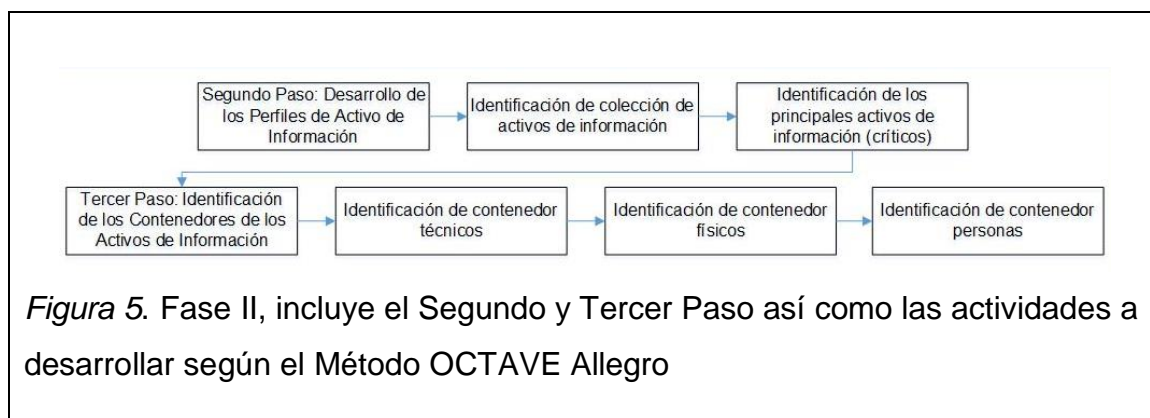 Segundo Paso: Desarrollo de
los Perfiles de Activo de
Información
Identificación de colección de
activos de información
Identificación de los
principales activos de
información (críticos)
Tercer Paso: Identificación
de los Contenedores de los
Activos de Información
Identificación de contenedor
técnicos
Identificación de contenedor
físicos
Identificación de contenedor
personas
Figura 5. Fase II, incluye el Segundo y Tercer Paso así como las actividades a
desarrollar según el Método OCTAVE Allegro